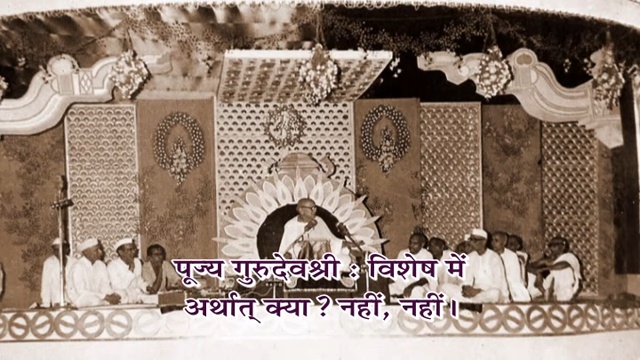 पूज्य गुरुदेवश्री : विशेष में
अर्थात् क्या ? नहीं, नहीं।